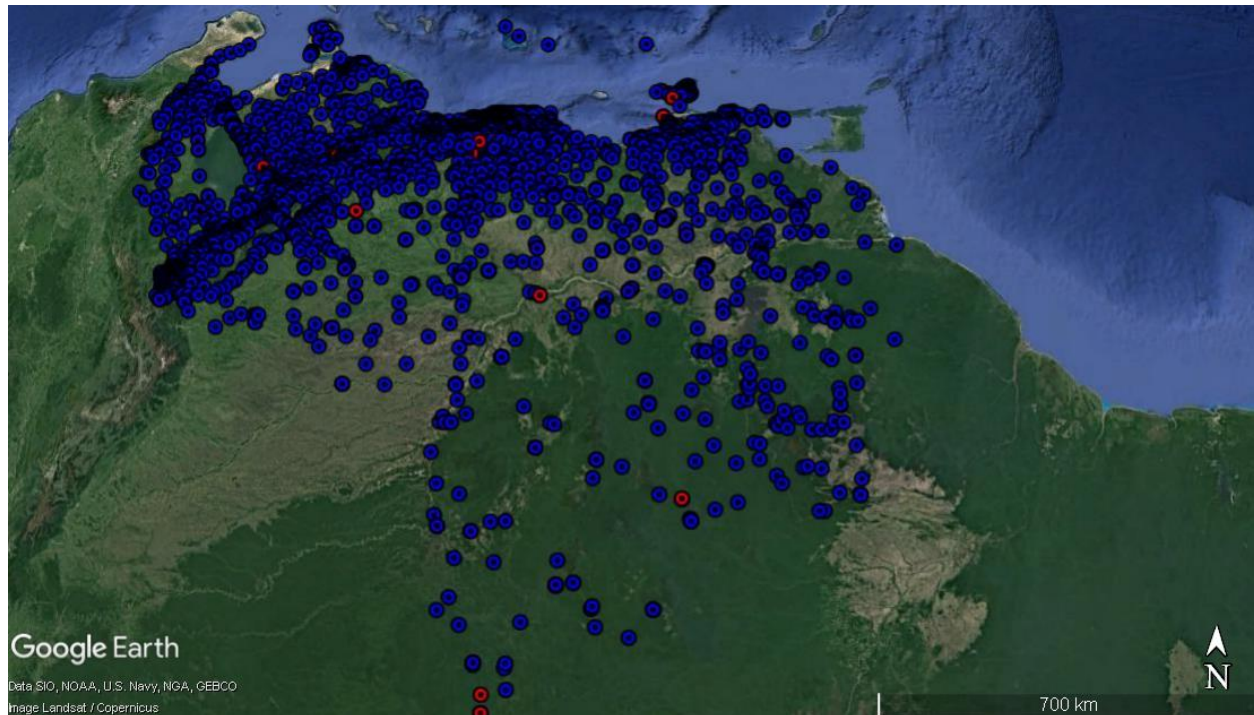 Google Earth
Data SIO, NOAA, U.S. Navy, NGA, GEBCO
Image Landsat / Copernicus
N
700 km